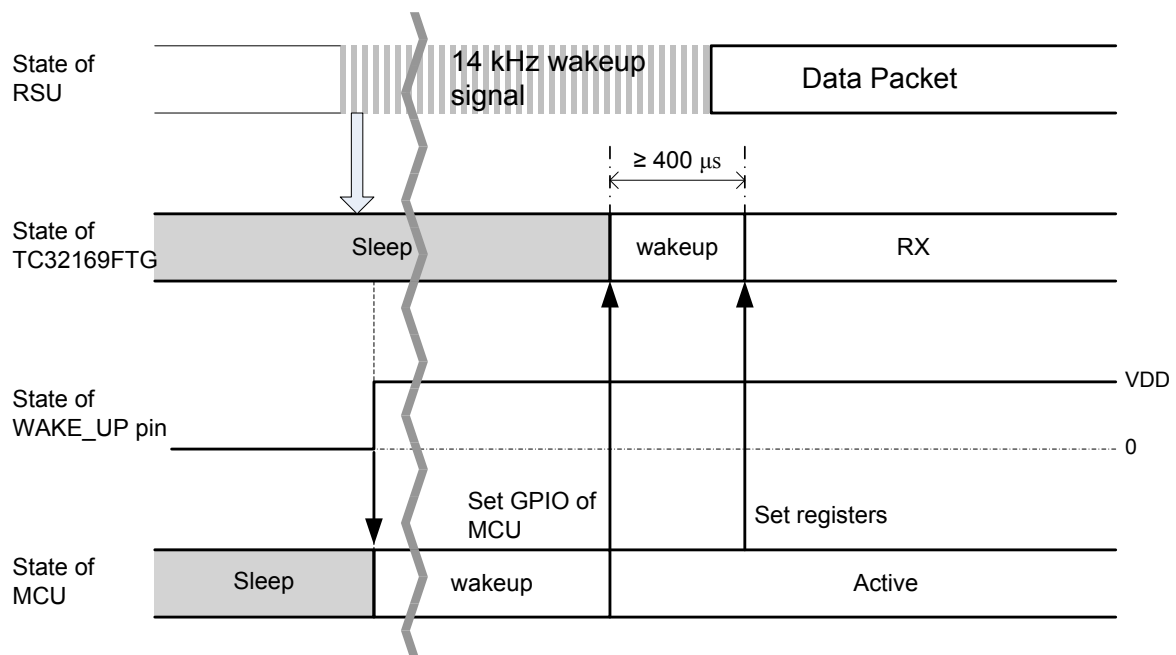 State of
RSU
14 kHz wakeup
signal
Data Packet
≥ 400 μs
State of
TC32169FTG
Sleep
wakeup
RX
State of
WAKE_UP pin
VDD
0
Set GPIO of
MCU
Set registers
State of
MCU
Sleep
wakeup
Active